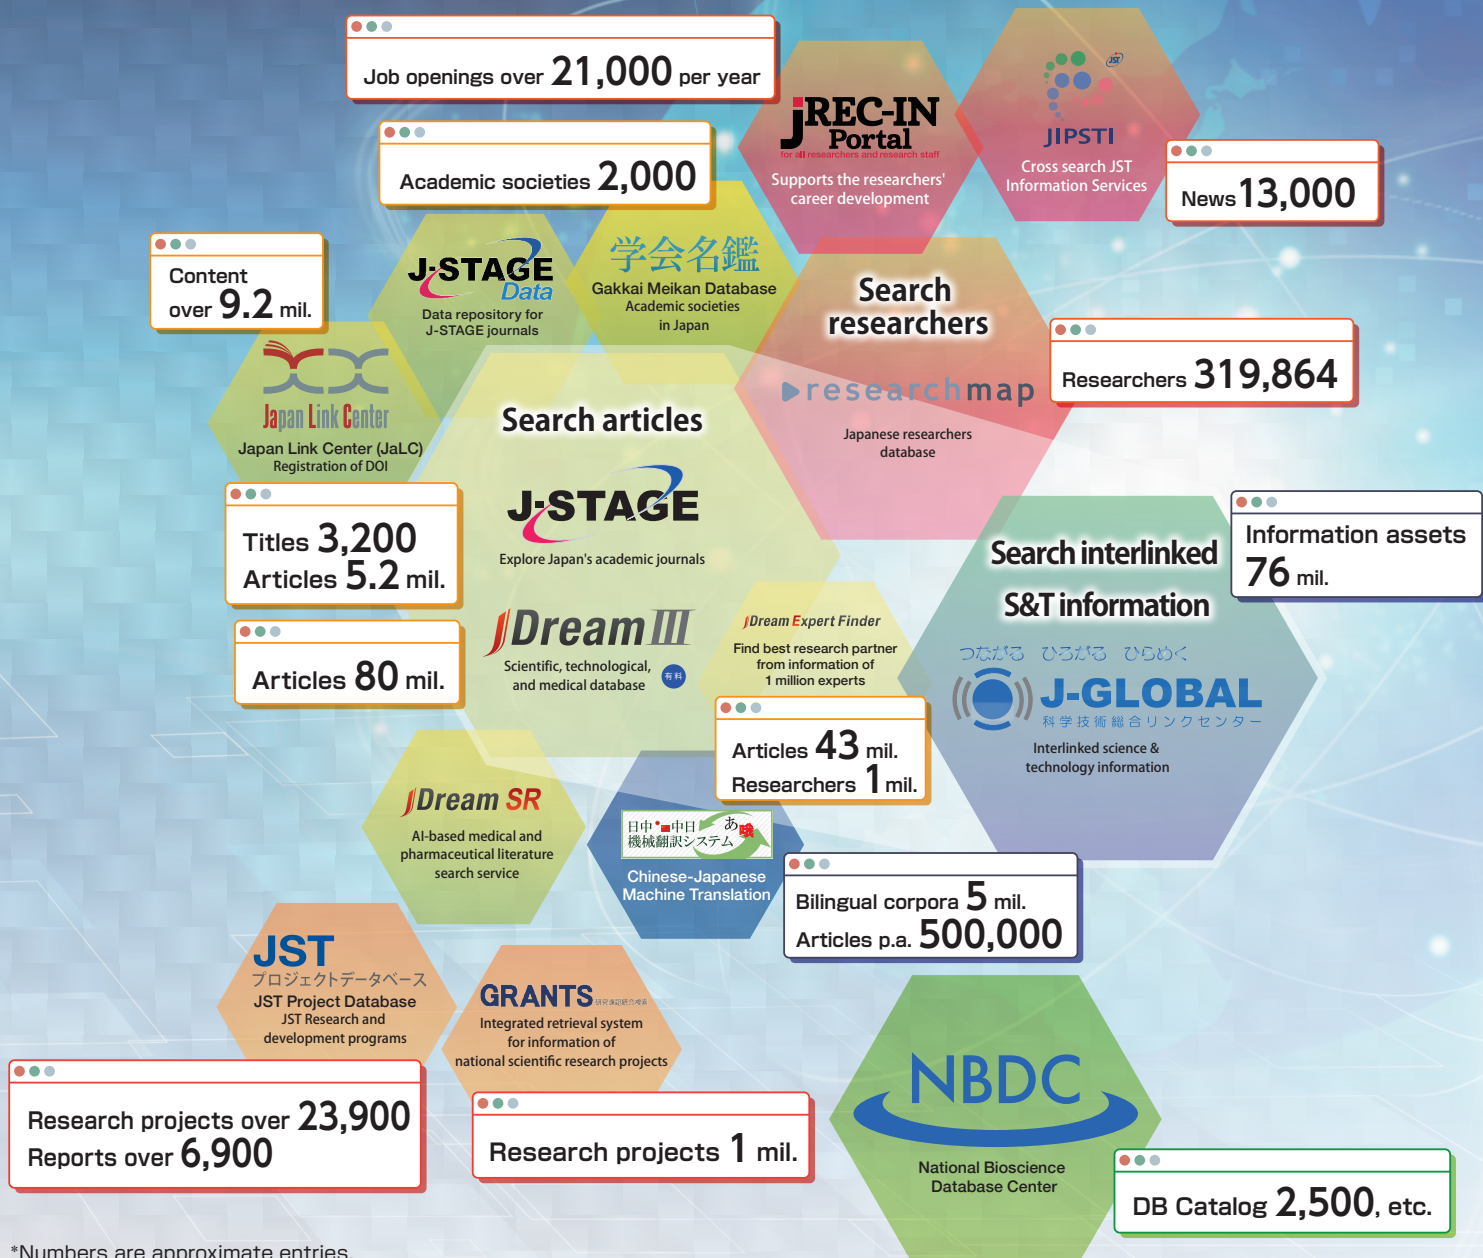 Job openings over 21,000 per year
Academic societies 2,000
jREC-IN
Portal
for all researchers and research staff
Supports the researchers'
career development
JST
JIPSTI
Cross search JST
Information Services
News 13,000
Content
over 9.2 mil.
J-STAGE
Data
Data repository for
J-STAGE journals
学会名鑑
Gakkai Meikan Database
Academic societies
in Japan
Search
researchers
researchmap
Japanese researchers
database
Researchers 319,864
Japan Link Center
Japan Link Center (JaLC)
Registration of DOI
Search articles
J-STAGE
Explore Japan's academic journals
Titles 3,200
Articles 5.2 mil.
JDream III
Scientific, technological,
and medical database
有料
Articles 80 mil.
JDream Expert Finder
Find best research partner
from information of
1 million experts
Articles 43 mil.
Researchers 1 mil.
Search interlinked
S&T information
つながる ひろがる ひらめく
J-GLOBAL
科学技術総合リンクセンター
Interlinked science &
technology information
Information assets
76 mil.
JDream SR
AI-based medical and
pharmaceutical literature
search service
日中 中日
機械翻訳システム
あ
Chinese-Japanese
Machine Translation
Bilingual corpora 5 mil.
Articles p.a. 500,000
JST
プロジェクトデータベース
JST Project Database
JST Research and
development programs
Research projects over 23,900
Reports over 6,900
GRANTS
Integrated retrieval system
for information of
national scientific research projects
Research projects 1 mil.
NBDC
National Bioscience
Database Center
DB Catalog 2,500, etc.
*Numbers are approximate entries.